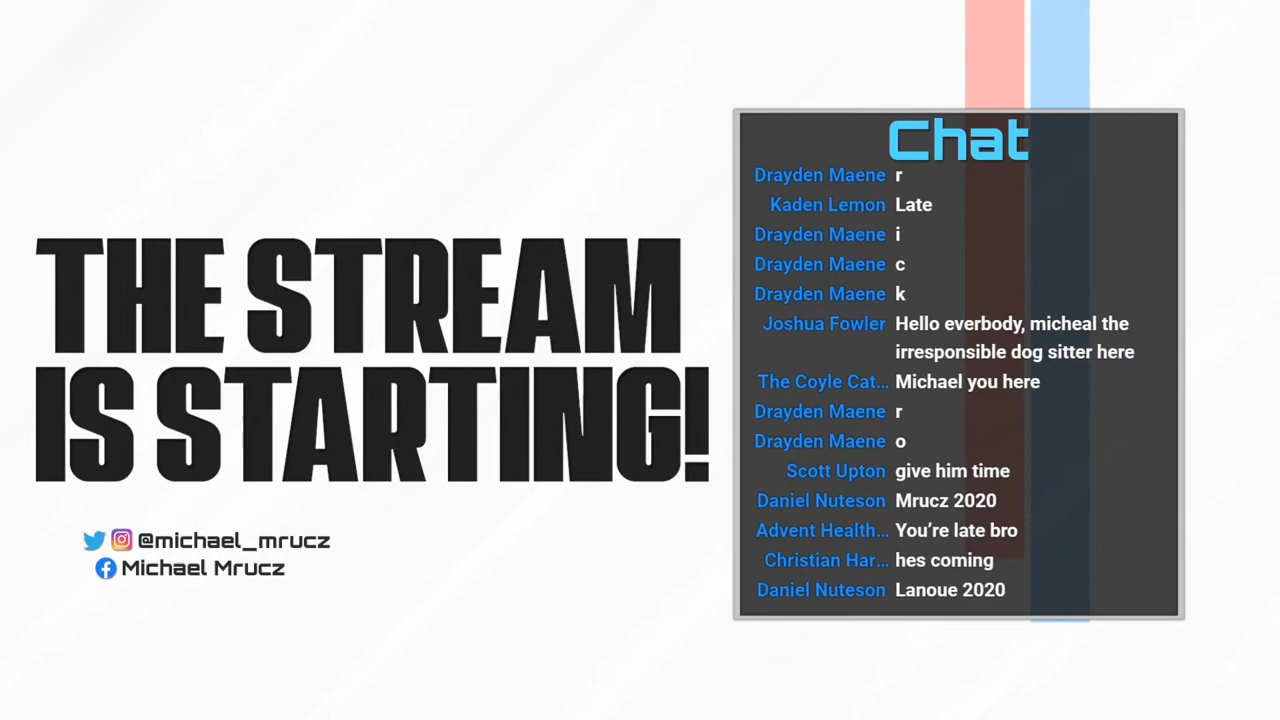 THE STREAM
IS STARTING!
@michael_mrucz
Michael Mrucz
Chat
Drayden Maene r
Kaden Lemon Late
Drayden Maene i
Drayden Maene c
Drayden Maene k
Joshua Fowler Hello everbody, micheal the
irresponsible dog sitter here
The Coyle Cat... Michael you here
Drayden Maene r
Drayden Maene o
Scott Upton give him time
Daniel Nuteson Mrucz 2020
Advent Health... You’re late bro
Christian Har... hes coming
Daniel Nuteson Lanoue 2020